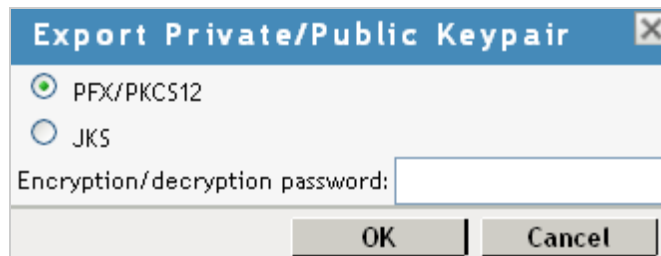 Export Private/Public Keypair
PFX/PKCS12
JKS
Encryption/decryption password:
OK Cancel